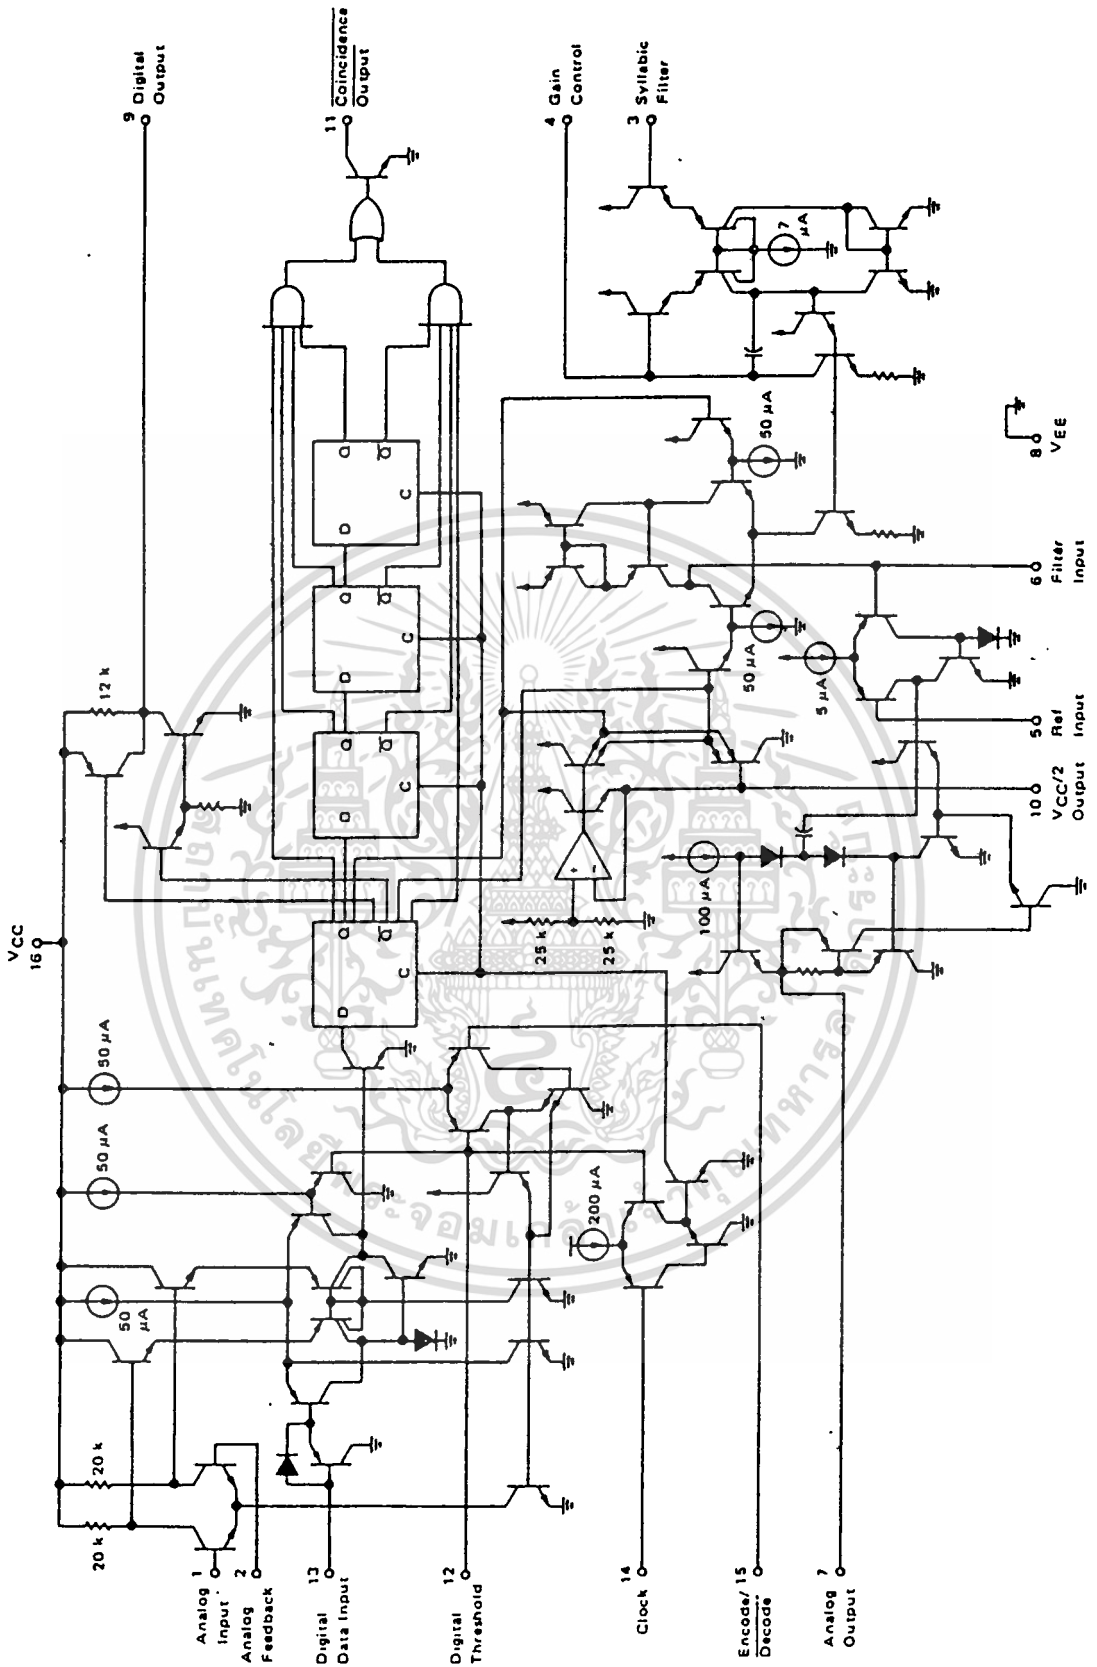 VCC
16
9 Digital
Output
11 Coincidence
Output
4 Gain
Control
3 Syllabic
Filter
12 k
50 µA
50 µA
50 µA
20 k
20 k
D
Q
Q
C
D
Q
Q
C
D
Q
Q
C
D
Q
Q
C
+
-
25 k
25 k
7
µA
50 µA
50 µA
5 µA
100 µA
200 µA
1
Analog
Input
2
Analog
Feedback
13
Digital
Data Input
12
Digital
Threshold
14
Clock
Encode/ 15
Decode
7
Analog
Output
10
VCC/2
Output
5
Ref
Input
6
Filter
Input
8
VEE